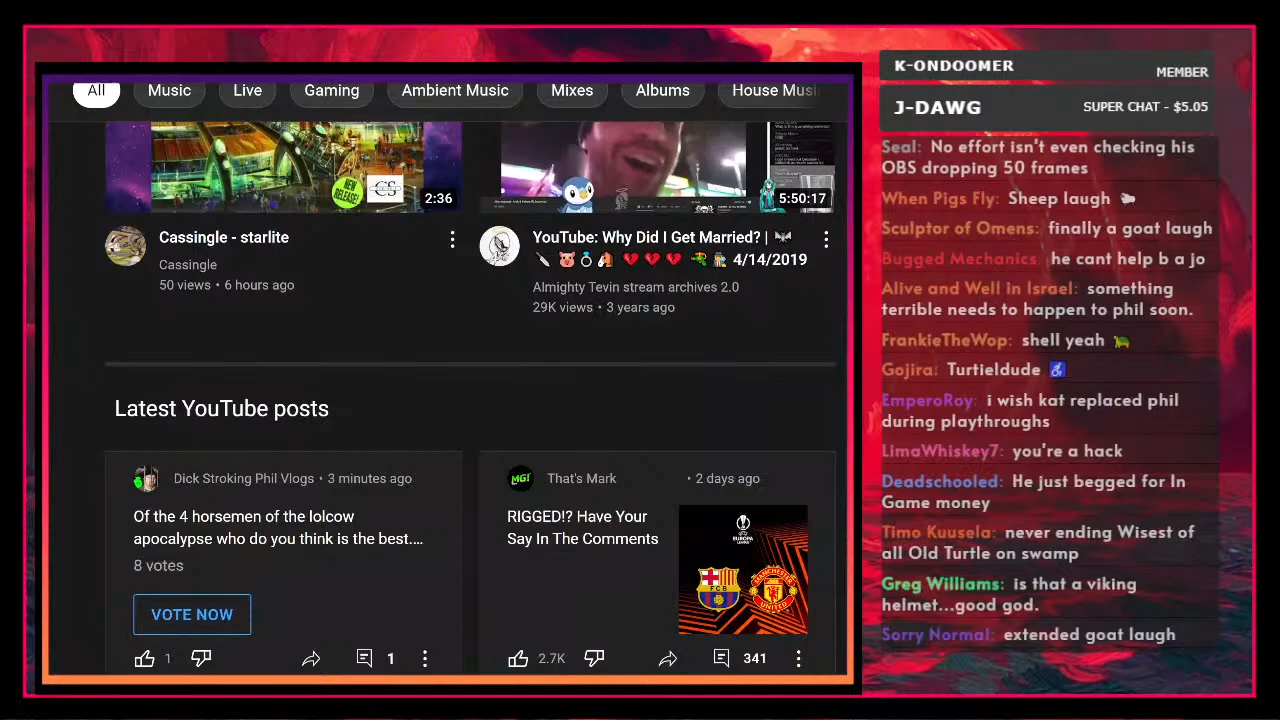 All
Music
Live
Gaming
Ambient Music
Mixes
Albums
House Musi
NEW RELEASE!
CS
2:36
5:50:17
Cassingle - starlite
Cassingle
50 views • 6 hours ago
YouTube: Why Did I Get Married? | 🦇
🔪 🐷 💍 🐴 💔 💔 💔 4/14/2019
Almighty Tevin stream archives 2.0
29K views • 3 years ago
Latest YouTube posts
Dick Stroking Phil Vlogs • 3 minutes ago
Of the 4 horsemen of the lolcow
apocalypse who do you think is the best....
8 votes
VOTE NOW
1
1
MGI
That's Mark • 2 days ago
RIGGED!? Have Your
Say In The Comments
EUROPA
LEAGUE
FCB
MANCHESTER
UNITED
2.7K
341
K-ONDOOMER
MEMBER
J-DAWG
SUPER CHAT - $5.05
Seal: No effort isn't even checking his
OBS dropping 50 frames
When Pigs Fly: Sheep laugh 🐑
Sculptor of Omens: finally a goat laugh
Bugged Mechanics: he cant help b a jo
Alive and Well in Israel: something
terrible needs to happen to phil soon.
FrankieTheWop: shell yeah 🐢
Gojira: Turtieldude ♿
EmperoRoy: i wish kat replaced phil
during playthroughs
LimaWhiskey7: you're a hack
Deadschooled: He just begged for In
Game money
Timo Kuusela: never ending Wisest of
all Old Turtle on swamp
Greg Williams: is that a viking
helmet...good god.
Sorry Normal: extended goat laugh